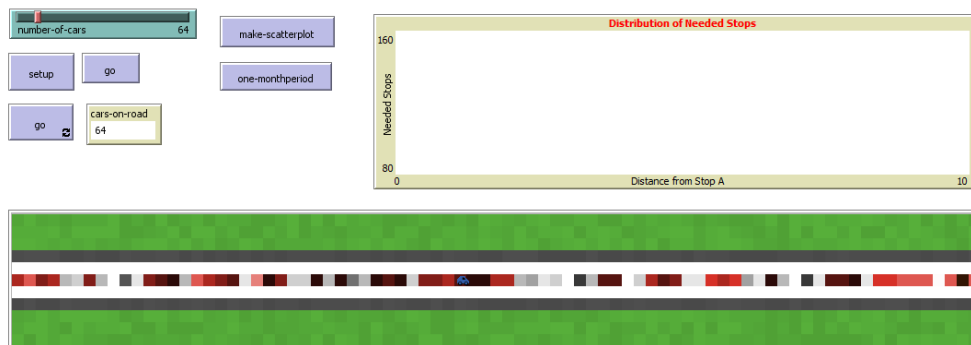 number-of-cars 64
make-scatterplot
setup
go
one-monthperiod
go
cars-on-road
64
Distribution of Needed Stops
160
Needed Stops
80
0
Distance from Stop A
10